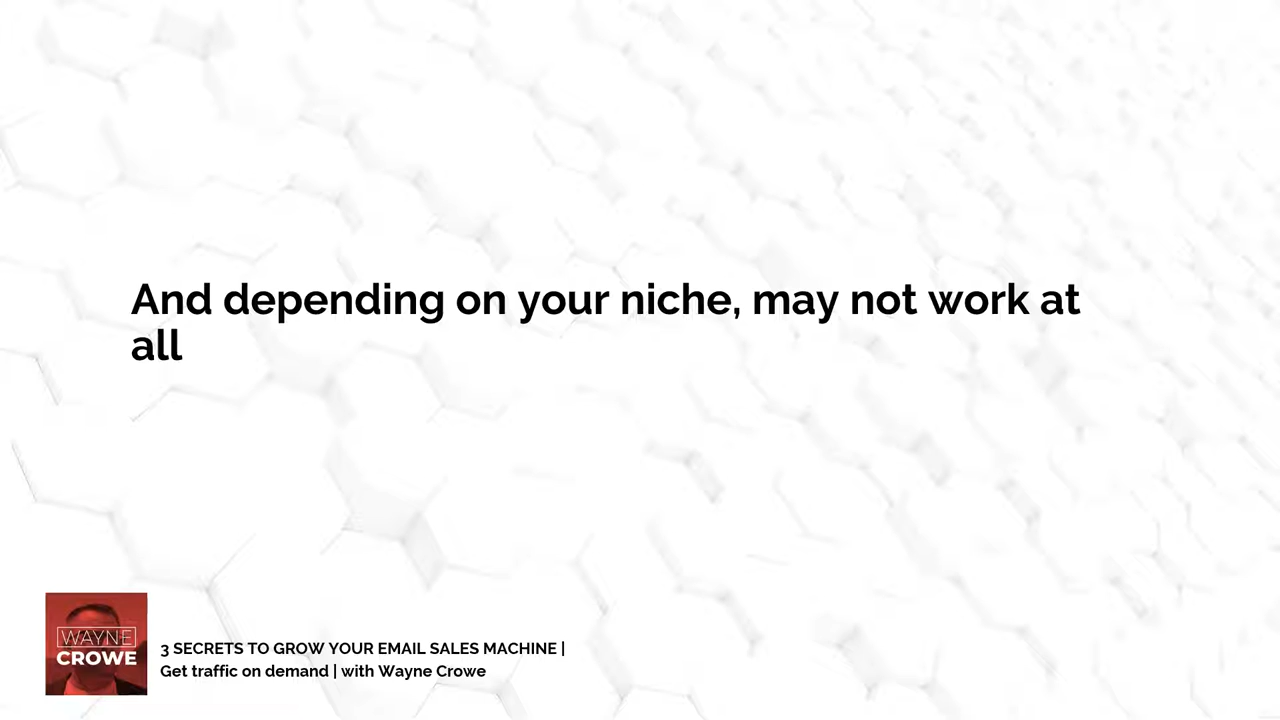 And depending on your niche, may not work at
all
WAYNE
CROWE
3 SECRETS TO GROW YOUR EMAIL SALES MACHINE |
Get traffic on demand | with Wayne Crowe